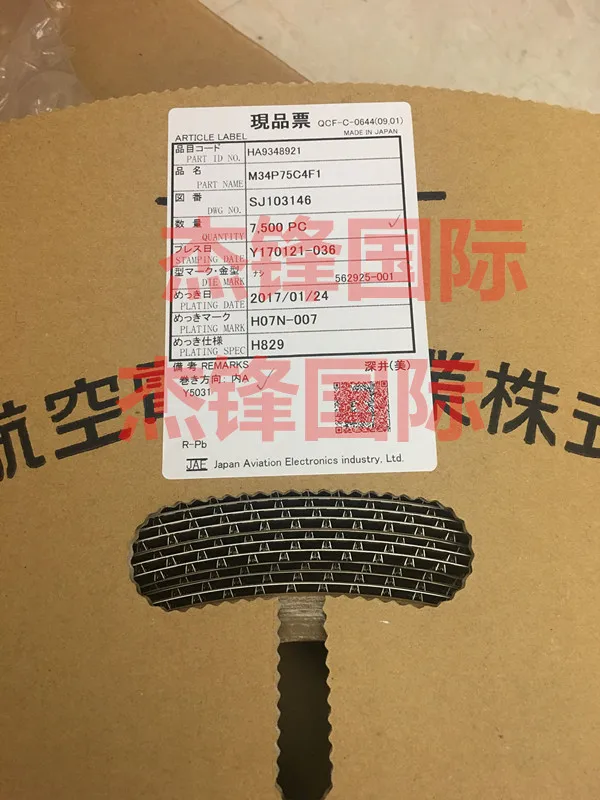 現品票 QCF-C-0644(09.01)
ARTICLE LABEL MADE IN JAPAN
品目コード
PART ID NO. HA9348921
品 名
PART NAME M34P75C4F1
図 番
DWG NO. SJ103146
数 量
QUANTITY 7,500 PC
プレス日
STAMPING DATE Y170121-036
型マーク・金型 ナシ
DIE MARK 562925-001
めっき日
PLATING DATE 2017/01/24
めっきマーク
PLATING MARK H07N-007
めっき仕様
PLATING SPEC H829
備 考 REMARKS 深井(美)
巻き方向: 内A
Y5031
R-Pb
JAE Japan Aviation Electronics industry, Ltd.
杰锋国际
杰锋国际
航空 業株式